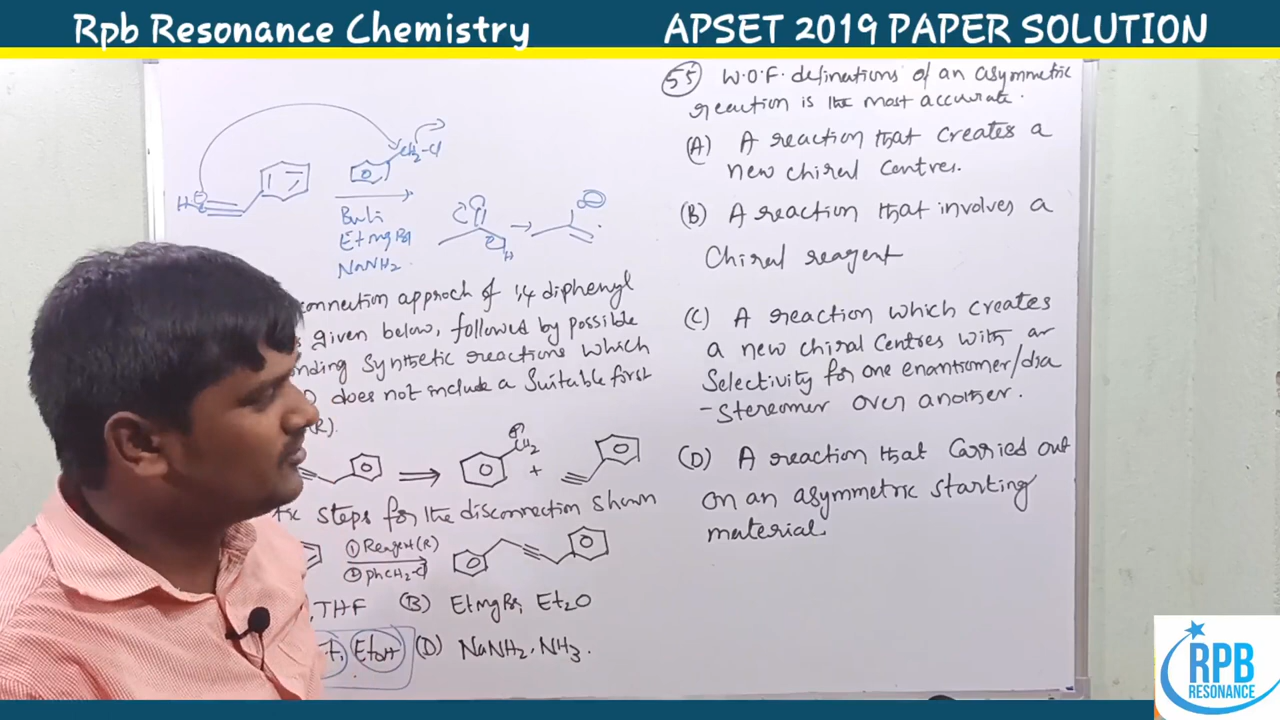 Rpb Resonance Chemistry
APSET 2019 PAPER SOLUTION
CH2-Cl
H
BuLi
EtMgBr
NaNH2
H
connection approch of 1,4 diphenyl
given below, followed by possible
nding Synthetic reactions which
does not include a Suitable first
(R).
CH2
+
steps for the disconnection shown
① Reagent (R)
② PhCH2-Cl
, THF (B) EtMgBr, Et2O
EtOH (D) NaNH2, NH3.
55 W.O.F. definitions of an asymmetric
reaction is the most accurate.
(A) A reaction that creates a
new chiral centres.
(B) A reaction that involves a
Chiral reagent
(C) A reaction which creates
a new chiral centres with an
Selectivity for one enantiomer/dia
-stereomer over another.
(D) A reaction that carried out
on an asymmetric starting
material.
RPB
RESONANCE